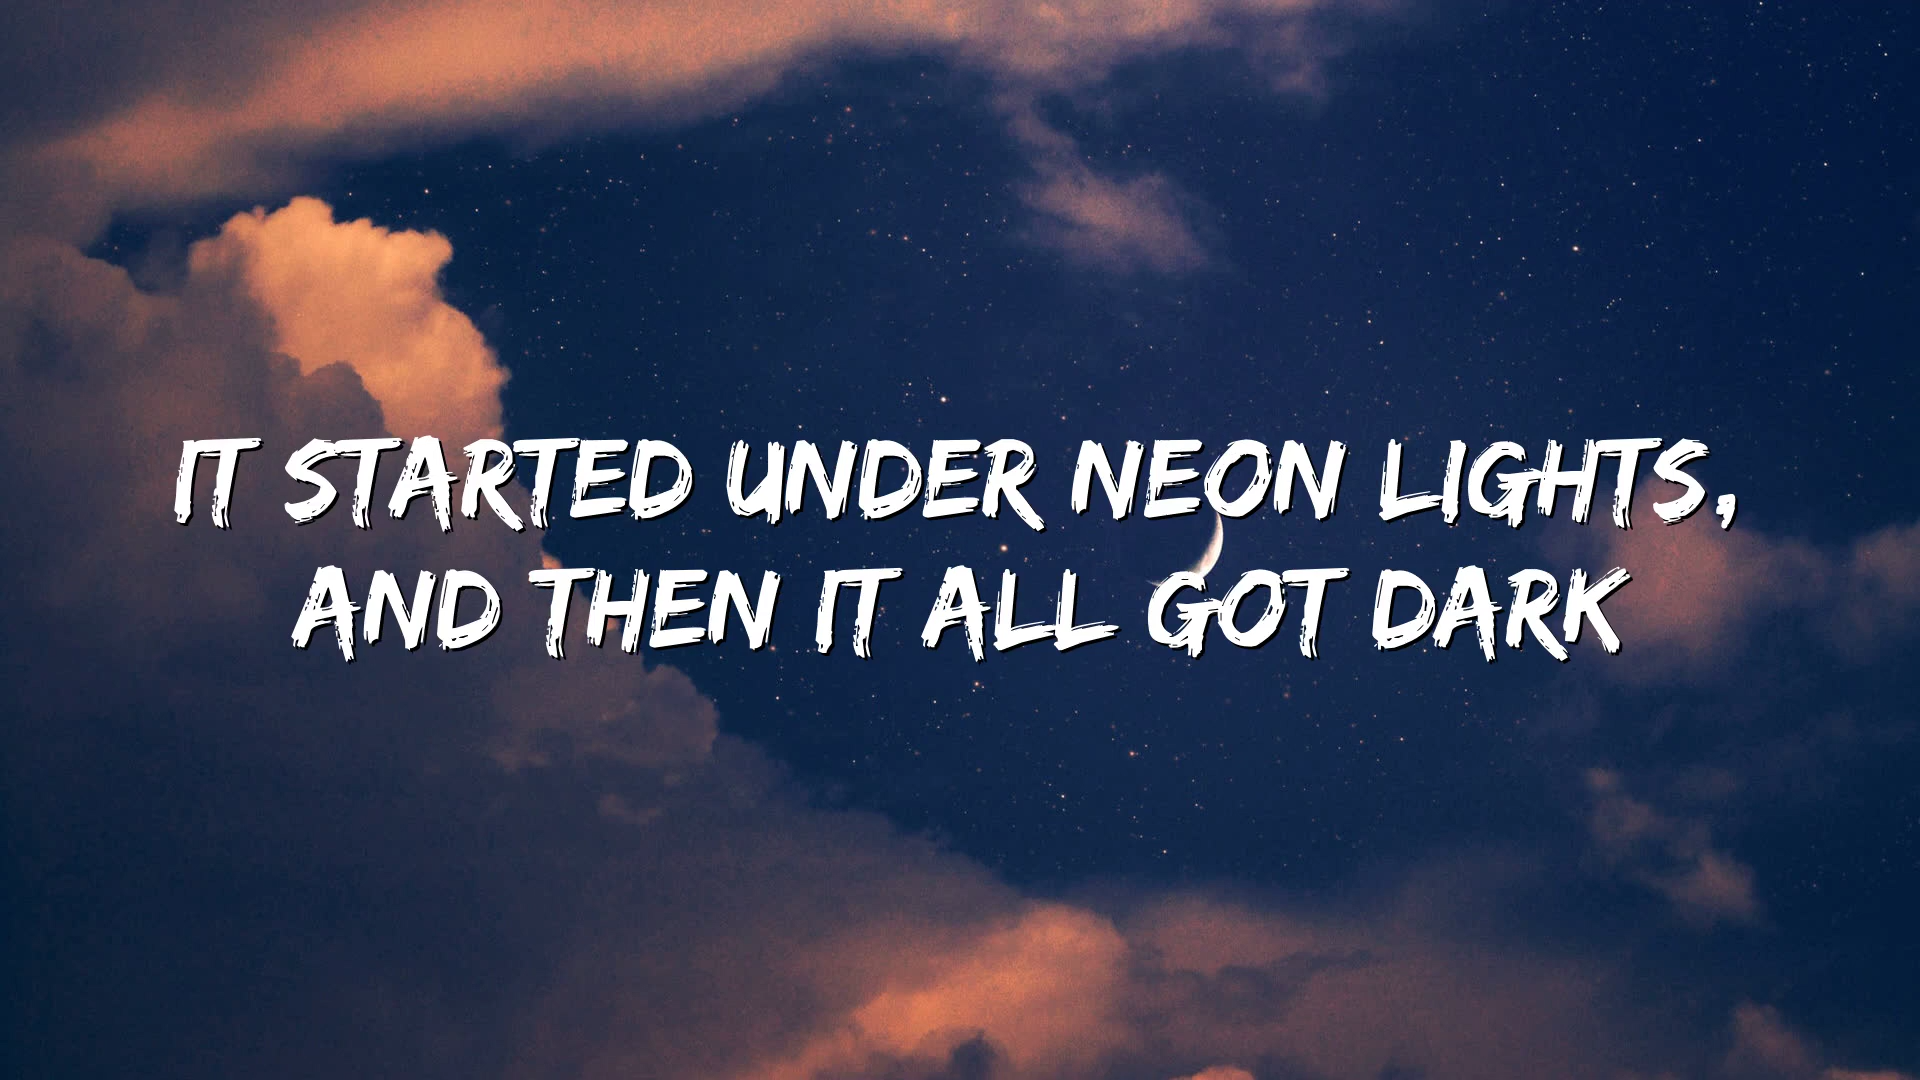 IT STARTED UNDER NEON LIGHTS,
AND THEN IT ALL GOT DARK